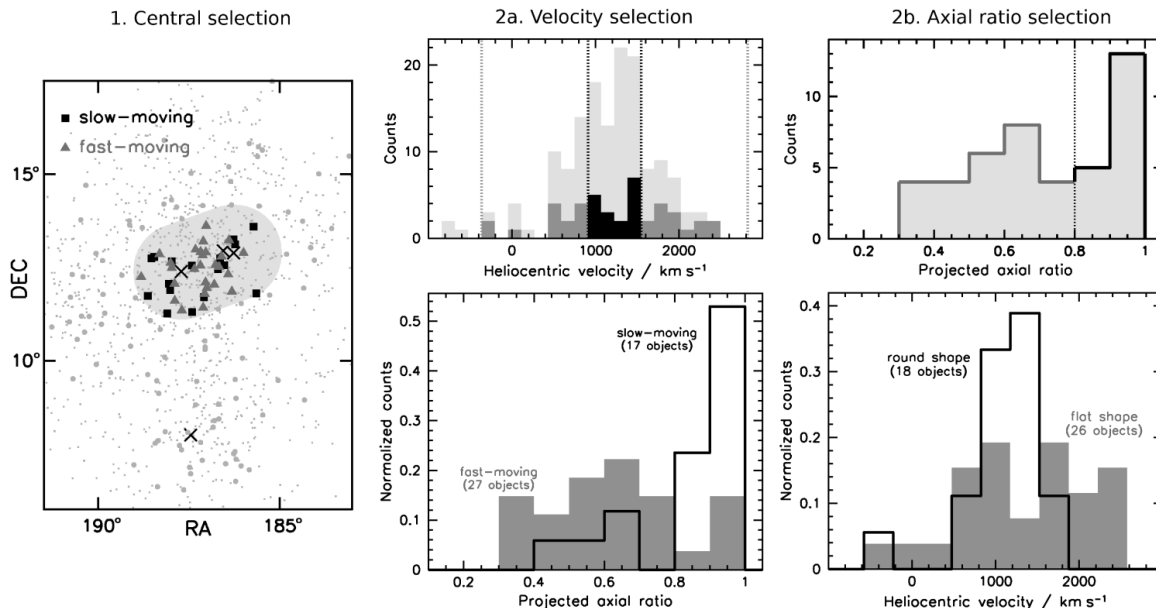 1. Central selection
slow-moving
fast-moving
15°
10°
DEC
190°
185°
RA
2a. Velocity selection
20
10
0
Counts
0
1000
2000
Heliocentric velocity / km s⁻¹
0.5
0.4
0.3
0.2
0.1
0
Normalized counts
slow-moving
(17 objects)
fast-moving
(27 objects)
0.2
0.4
0.6
0.8
1
Projected axial ratio
2b. Axial ratio selection
10
5
0
Counts
0.2
0.4
0.6
0.8
1
Projected axial ratio
0.4
0.3
0.2
0.1
0
Normalized counts
round shape
(18 objects)
flat shape
(26 objects)
0
1000
2000
Heliocentric velocity / km s⁻¹